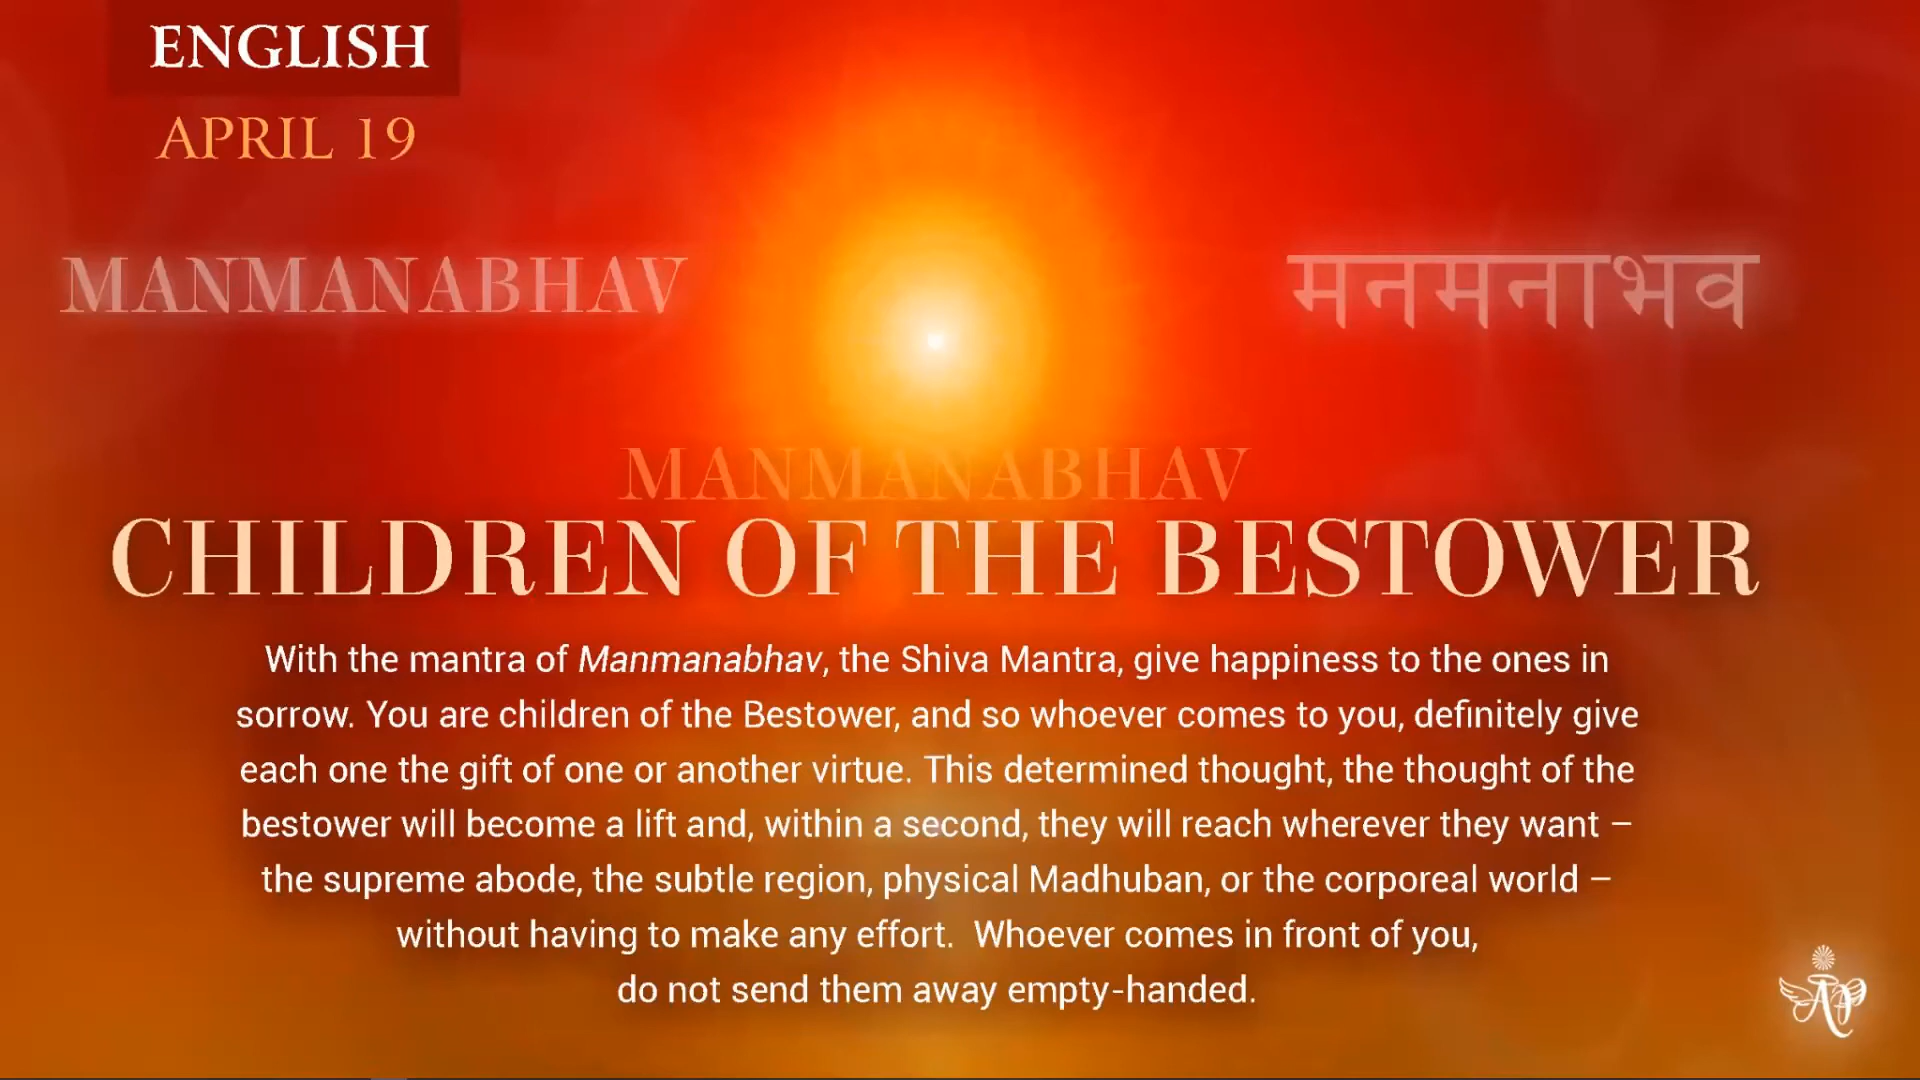 ENGLISH
APRIL 19
MANMANABHAV
मनमनाभव
MANMANABHAV
CHILDREN OF THE BESTOWER
With the mantra of Manmanabhav, the Shiva Mantra, give happiness to the ones in
sorrow. You are children of the Bestower, and so whoever comes to you, definitely give
each one the gift of one or another virtue. This determined thought, the thought of the
bestower will become a lift and, within a second, they will reach wherever they want –
the supreme abode, the subtle region, physical Madhuban, or the corporeal world –
without having to make any effort.  Whoever comes in front of you,
do not send them away empty-handed.